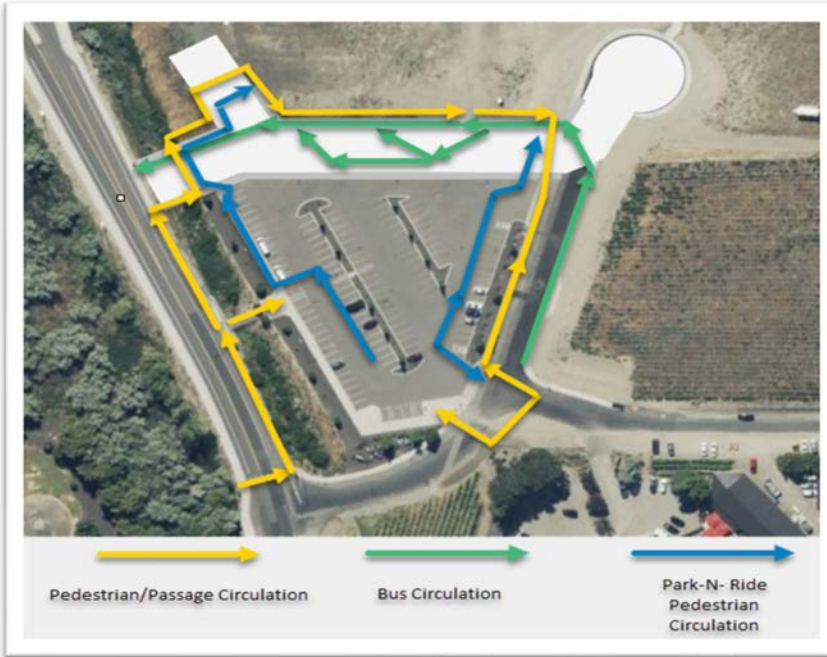 Pedestrian/Passage Circulation
Bus Circulation
Park-N- Ride
Pedestrian
Circulation